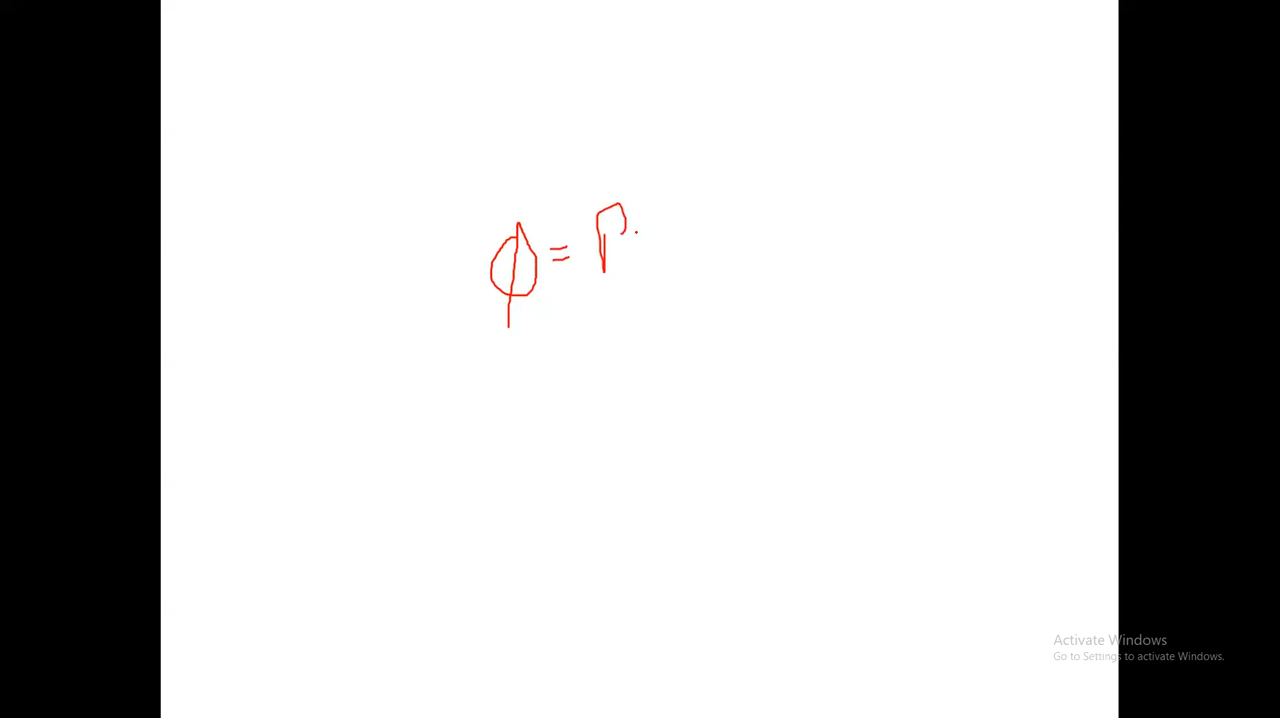 ϕ = P.
Activate Windows
Go to Settings to activate Windows.